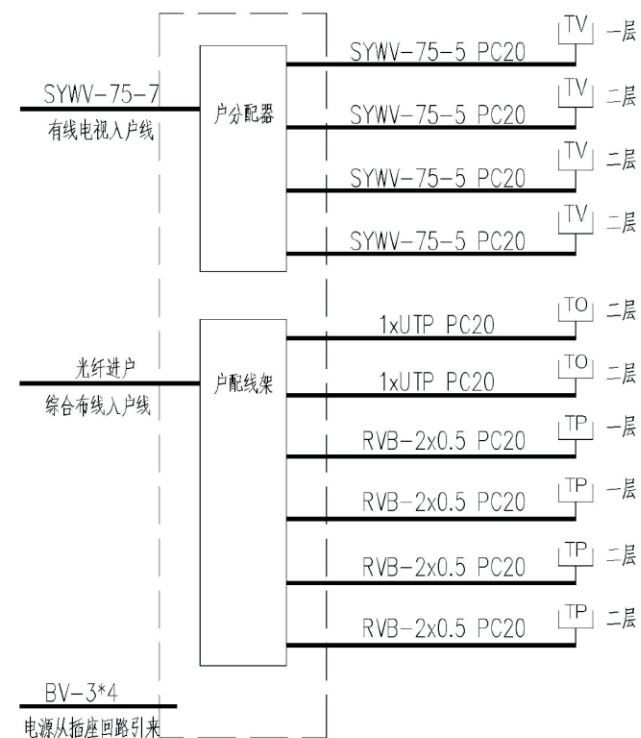 TV 一层
SYWV-75-5 PC20
SYWV-75-7
有线电视入户线
户分配器
TV 二层
SYWV-75-5 PC20
TV 二层
SYWV-75-5 PC20
TV 二层
SYWV-75-5 PC20
TO 二层
1xUTP PC20
光纤进户
综合布线入户线
户配线架
TO 二层
1xUTP PC20
TP 一层
RVB-2x0.5 PC20
TP 一层
RVB-2x0.5 PC20
TP 二层
RVB-2x0.5 PC20
TP 二层
RVB-2x0.5 PC20
BV-3*4
电源从插座回路引来